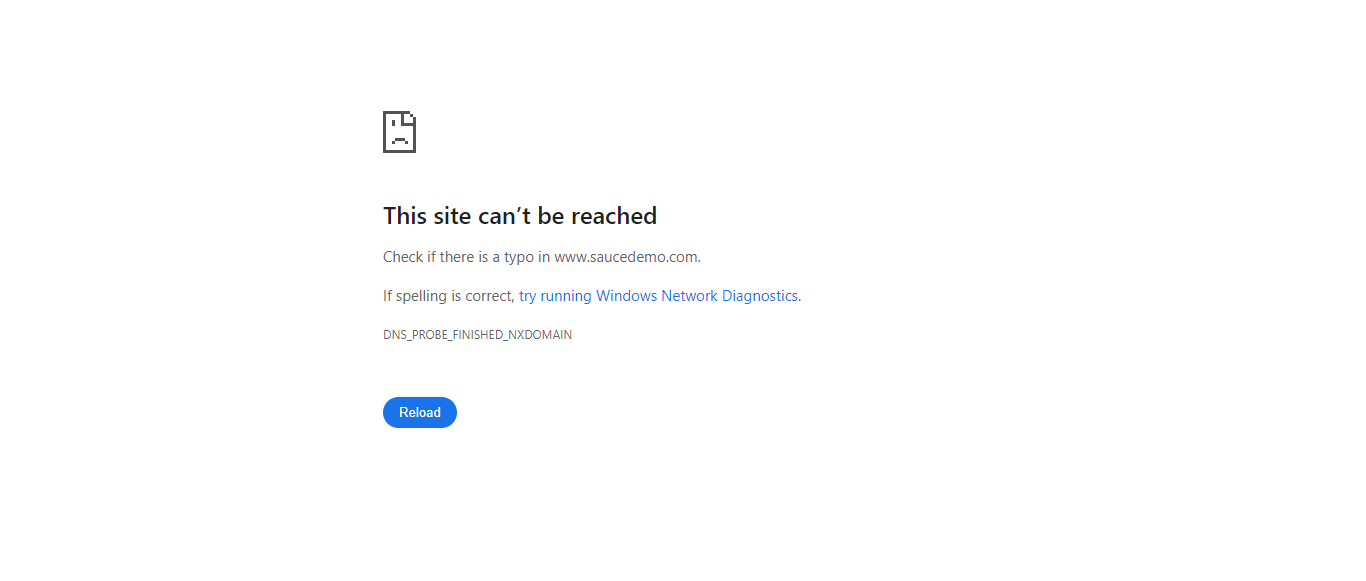 This site can’t be reached
Check if there is a typo in www.saucedemo.com.
If spelling is correct, try running Windows Network Diagnostics.
DNS_PROBE_FINISHED_NXDOMAIN
Reload